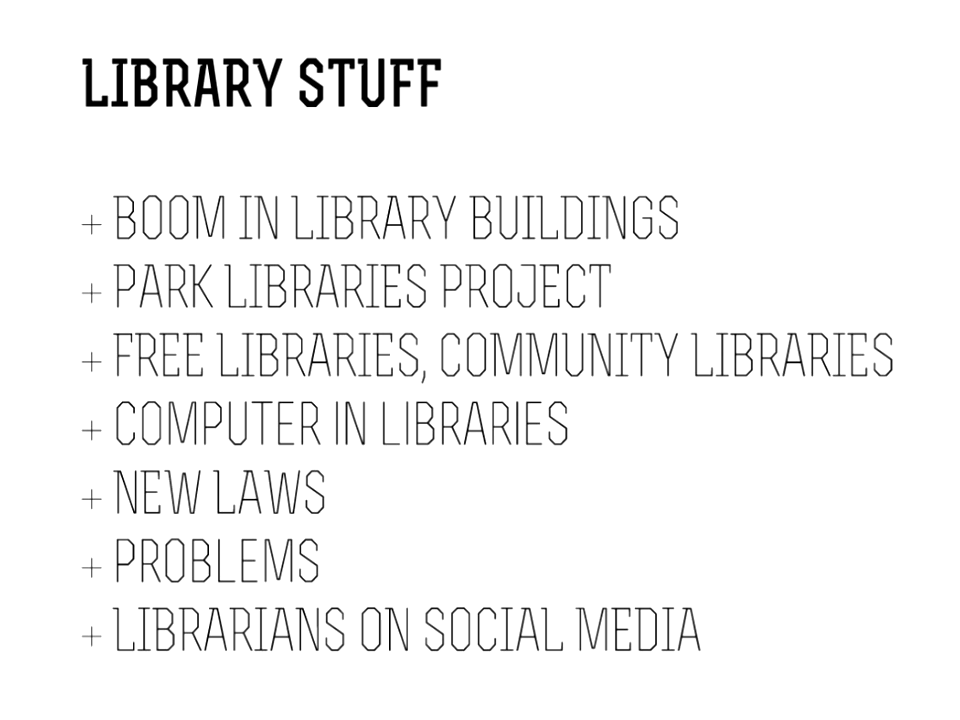 LIBRARY STUFF
+ BOOM IN LIBRARY BUILDINGS
+ PARK LIBRARIES PROJECT
+ FREE LIBRARIES, COMMUNITY LIBRARIES
+ COMPUTER IN LIBRARIES
+ NEW LAWS
+ PROBLEMS
+ LIBRARIANS ON SOCIAL MEDIA